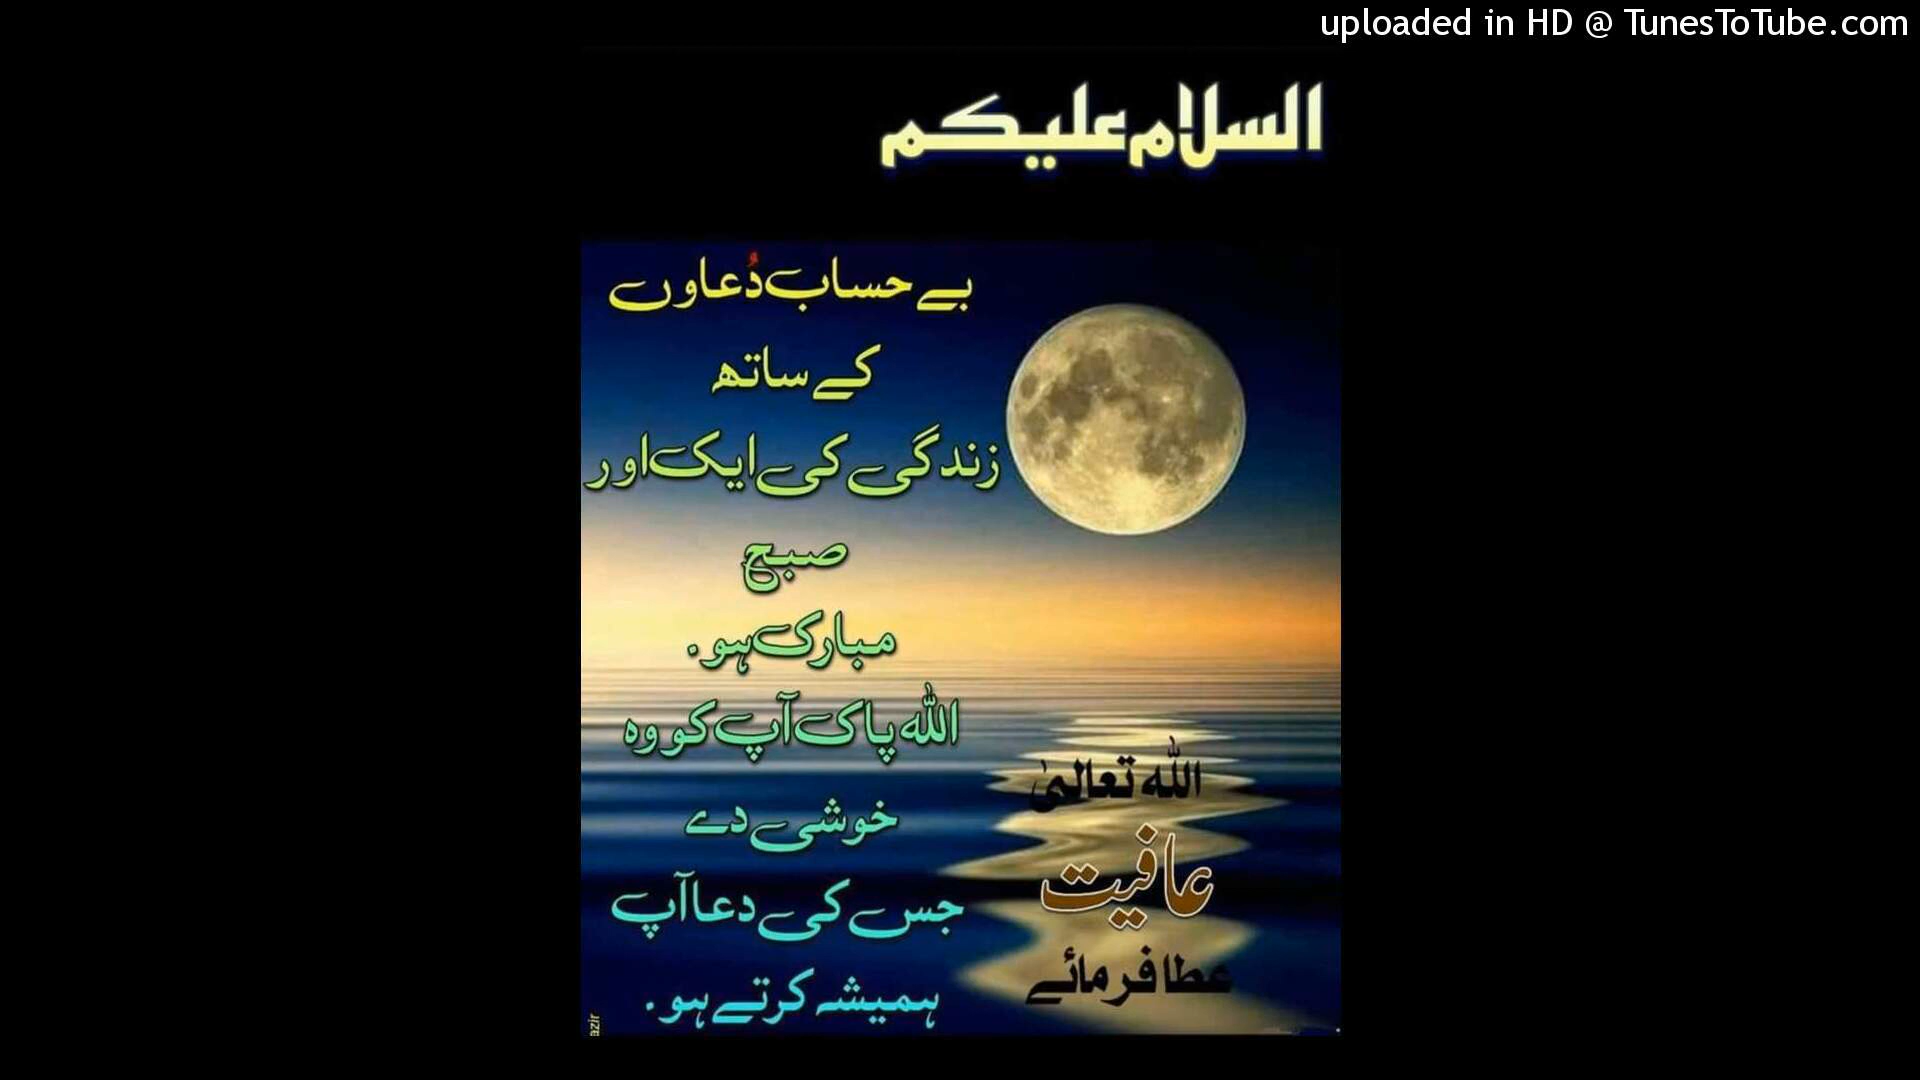 uploaded in HD @ TunesToTube.com
السلام علیکم
بے حساب دُعاوں
کے ساتھ
زندگی کی ایک اور
صبح
مبارک ہو.
اللہ پاک آپ کو وہ
خوشی دے
جس کی دعا آپ
ہمیشہ کرتے ہو.
اللہ تعالیٰ
عافیت
عطا فرمائے
azir